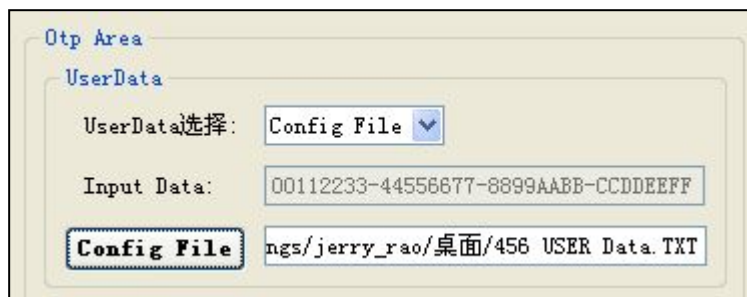 Otp Area
UserData
UserData选择: Config File
Input Data: 00112233-44556677-8899AABB-CCDDEEFF
Config File ngs/jerry_rao/桌面/456 USER Data.TXT